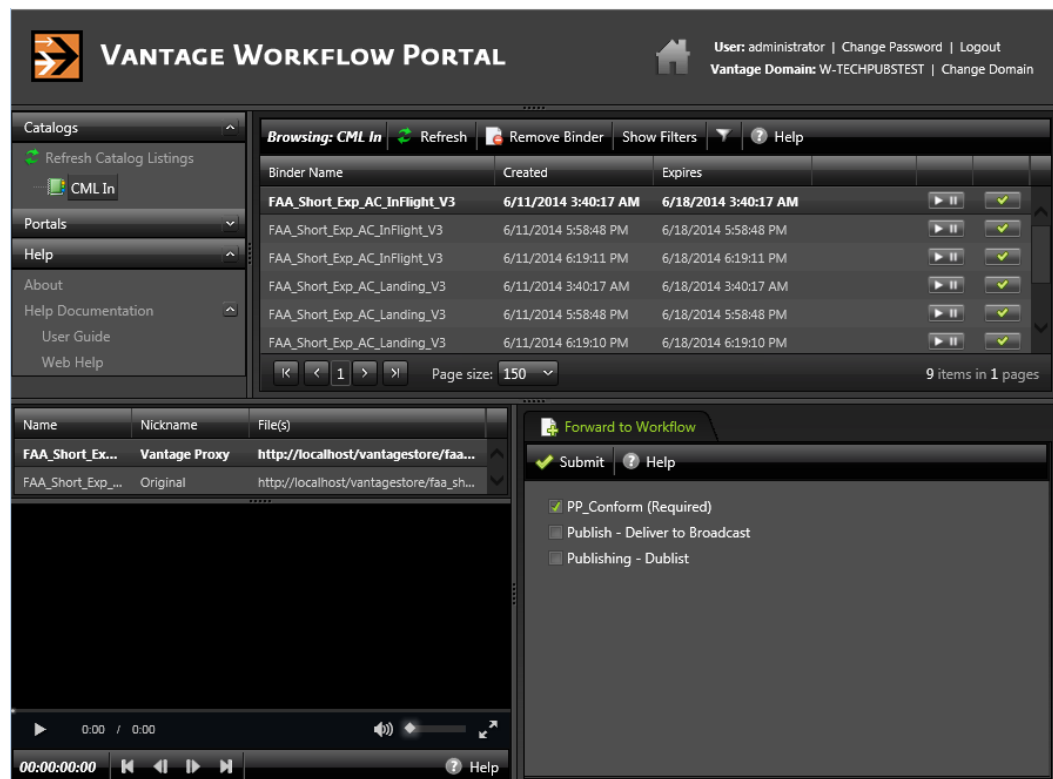 VANTAGE WORKFLOW PORTAL
User: administrator | Change Password | Logout
Vantage Domain: W-TECHPUBSTEST | Change Domain
Catalogs
Refresh Catalog Listings
CML In
Portals
Help
About
Help Documentation
User Guide
Web Help
Browsing: CML In Refresh Remove Binder Show Filters Help
Binder Name Created Expires
FAA_Short_Exp_AC_InFlight_V3 6/11/2014 3:40:17 AM 6/18/2014 3:40:17 AM
FAA_Short_Exp_AC_InFlight_V3 6/11/2014 5:58:48 PM 6/18/2014 5:58:48 PM
FAA_Short_Exp_AC_InFlight_V3 6/11/2014 6:19:11 PM 6/18/2014 6:19:11 PM
FAA_Short_Exp_AC_Landing_V3 6/11/2014 3:40:17 AM 6/18/2014 3:40:17 AM
FAA_Short_Exp_AC_Landing_V3 6/11/2014 5:58:48 PM 6/18/2014 5:58:48 PM
FAA_Short_Exp_AC_Landing_V3 6/11/2014 6:19:10 PM 6/18/2014 6:19:10 PM
1 Page size: 150 9 items in 1 pages
Name Nickname File(s)
FAA_Short_Ex... Vantage Proxy http://localhost/vantagestore/faa...
FAA_Short_Exp_... Original http://localhost/vantagestore/faa_sh...
0:00 / 0:00
00:00:00:00 Help
Forward to Workflow
Submit Help
PP_Conform (Required)
Publish - Deliver to Broadcast
Publishing - Dublist